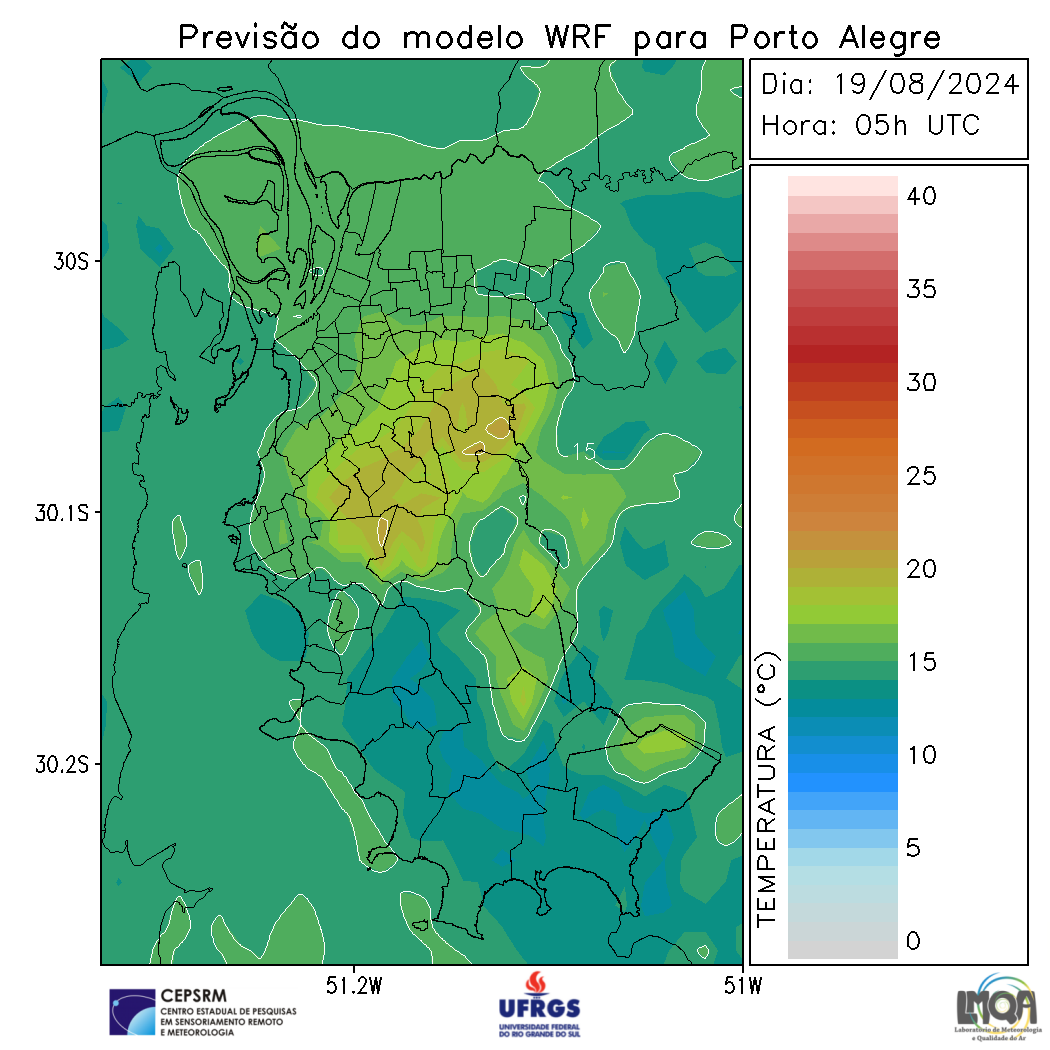 Previsão do modelo WRF para Porto Alegre
Dia: 19/08/2024
Hora: 05h UTC
40
35
30
25
20
15
10
5
0
TEMPERATURA (°C)
30S
30.1S
30.2S
51.2W
51W
15
CEPSRM
CENTRO ESTADUAL DE PESQUISAS
EM SENSORIAMENTO REMOTO
E METEOROLOGIA
UFRGS
UNIVERSIDADE FEDERAL
DO RIO GRANDE DO SUL
LMQA
Laboratório de Meteorologia
e Qualidade do Ar